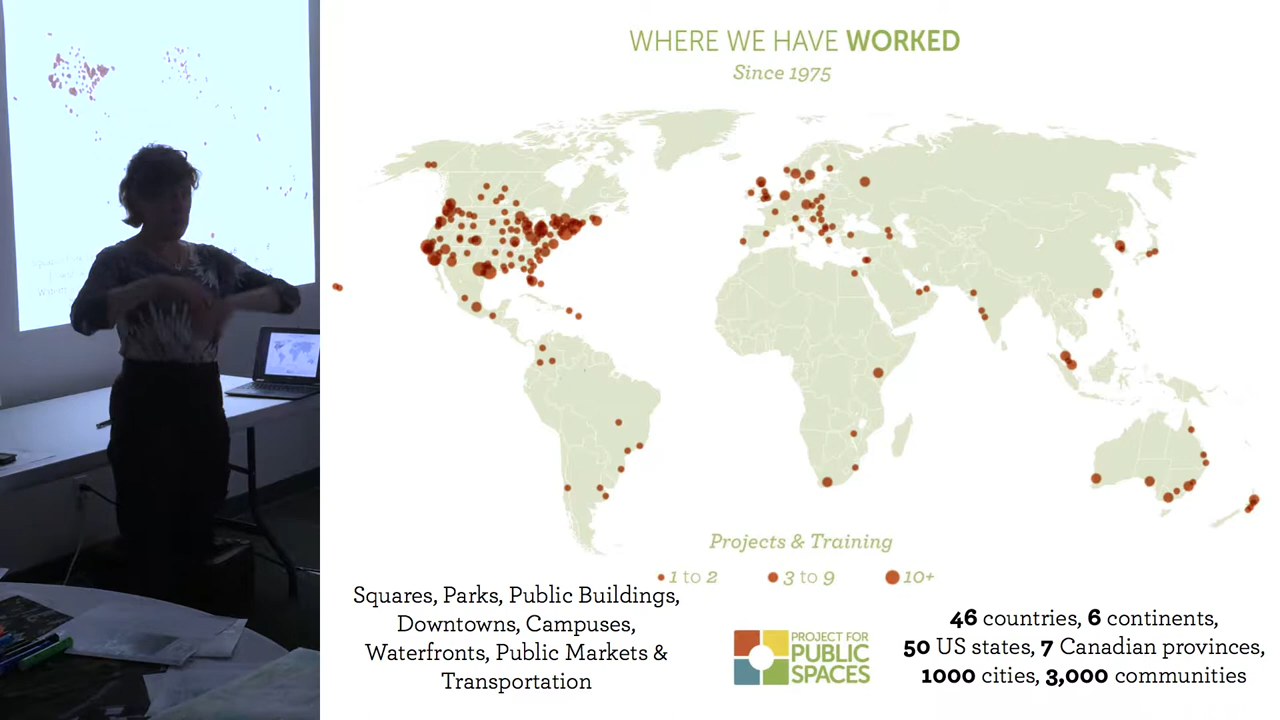 WHERE WE HAVE WORKED
Since 1975
Projects & Training
1 to 2
3 to 9
10+
Squares, Parks, Public Buildings,
Downtowns, Campuses,
Waterfronts, Public Markets &
Transportation
PROJECT FOR
PUBLIC
SPACES
46 countries, 6 continents,
50 US states, 7 Canadian provinces,
1000 cities, 3,000 communities